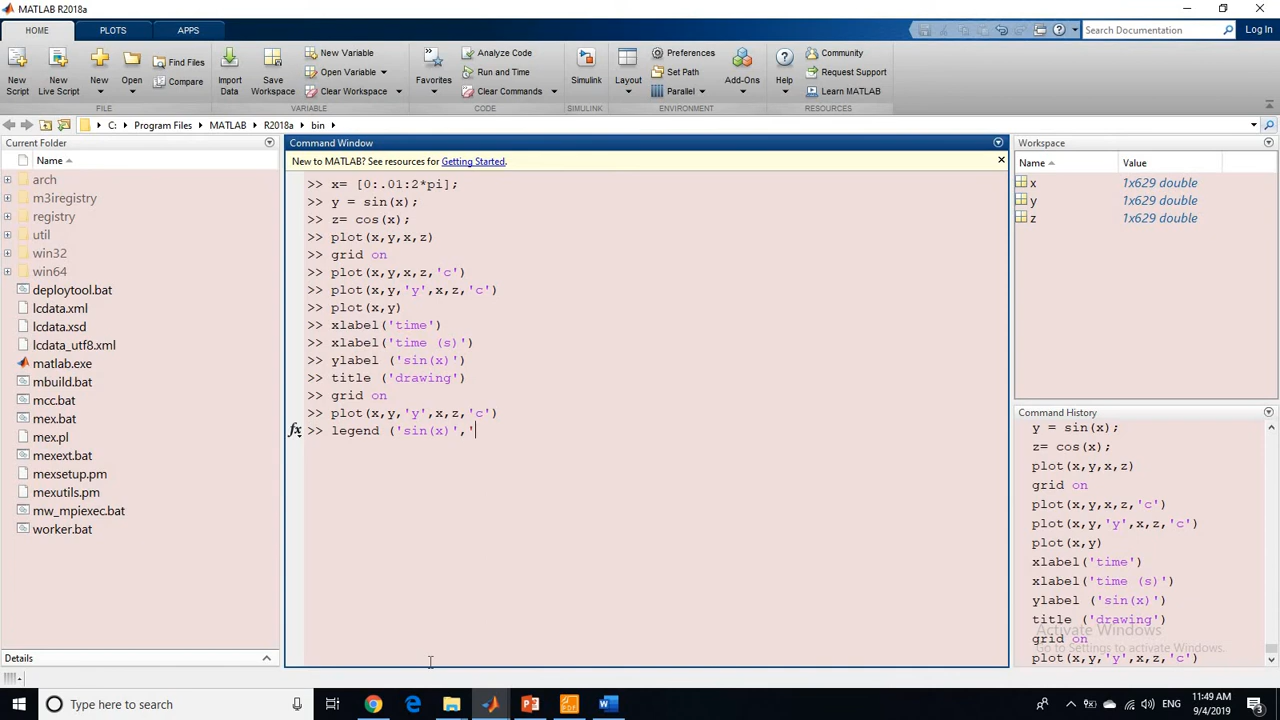 MATLAB R2018a
HOME PLOTS APPS
Search Documentation Log In
New Script
New Live Script
New
Open
Find Files
Compare
Import Data
Save Workspace
New Variable
Open Variable
Clear Workspace
Favorites
Analyze Code
Run and Time
Clear Commands
Simulink
Layout
Preferences
Set Path
Parallel
Add-Ons
Help
Community
Request Support
Learn MATLAB
FILE VARIABLE CODE SIMULINK ENVIRONMENT RESOURCES
C: Program Files MATLAB R2018a bin
Current Folder
Name
arch
m3iregistry
registry
util
win32
win64
deploytool.bat
lcdata.xml
lcdata.xsd
lcdata_utf8.xml
matlab.exe
mbuild.bat
mcc.bat
mex.bat
mex.pl
mexext.bat
mexsetup.pm
mexutils.pm
mw_mpiexec.bat
worker.bat
Details
Command Window
New to MATLAB? See resources for Getting Started.
>> x= [0:.01:2*pi];
>> y = sin(x);
>> z= cos(x);
>> plot(x,y,x,z)
>> grid on
>> plot(x,y,x,z,'c')
>> plot(x,y,'y',x,z,'c')
>> plot(x,y)
>> xlabel('time')
>> xlabel('time (s)')
>> ylabel ('sin(x)')
>> title ('drawing')
>> grid on
>> plot(x,y,'y',x,z,'c')
fx >> legend ('sin(x)','
Workspace
Name Value
x 1x629 double
y 1x629 double
z 1x629 double
Command History
y = sin(x);
z= cos(x);
plot(x,y,x,z)
grid on
plot(x,y,x,z,'c')
plot(x,y,'y',x,z,'c')
plot(x,y)
xlabel('time')
xlabel('time (s)')
ylabel ('sin(x)')
title ('drawing')
grid on
plot(x,y,'y',x,z,'c')
Activate Windows
Go to Settings to activate Windows.
Type here to search
ENG
11:49 AM
9/4/2019
3